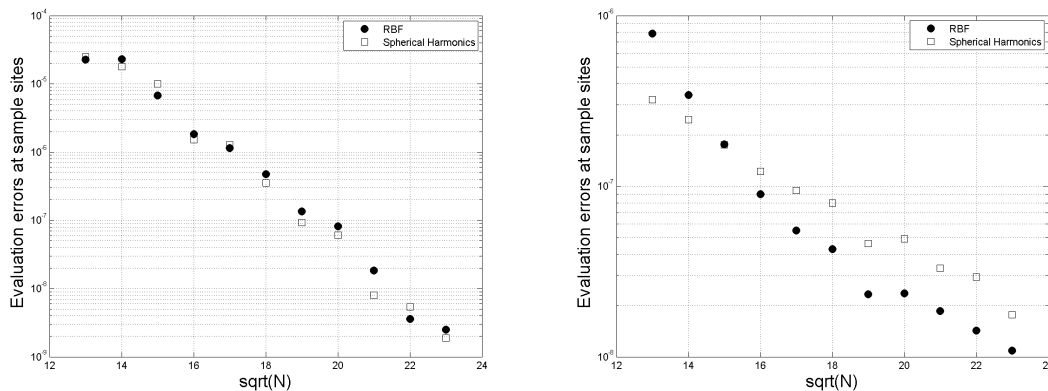 10^-4
10^-5
10^-6
10^-7
10^-8
10^-9
Evaluation errors at sample sites
12 14 16 18 20 22 24
sqrt(N)
RBF
Spherical Harmonics
10^-6
10^-7
10^-8
Evaluation errors at sample sites
12 14 16 18 20 22 24
sqrt(N)
RBF
Spherical Harmonics